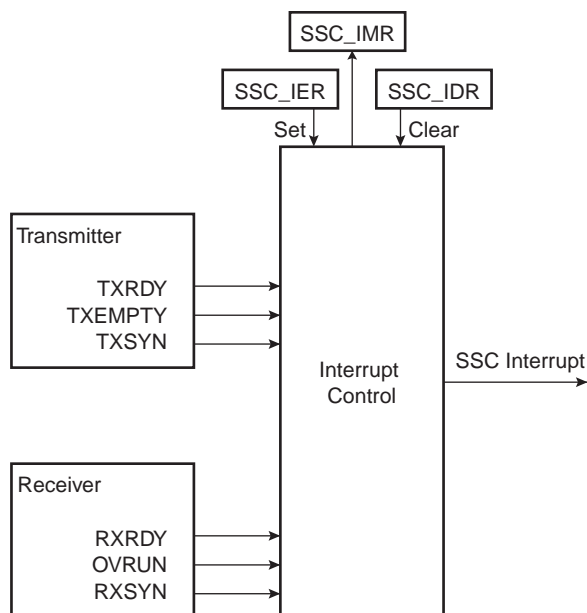 SSC_IMR
SSC_IER
SSC_IDR
Set
Clear
Transmitter
TXRDY
TXEMPTY
TXSYN
Interrupt
Control
SSC Interrupt
Receiver
RXRDY
OVRUN
RXSYN